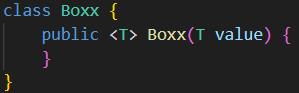 class Boxx {
    public <T> Boxx(T value) {
    }
}